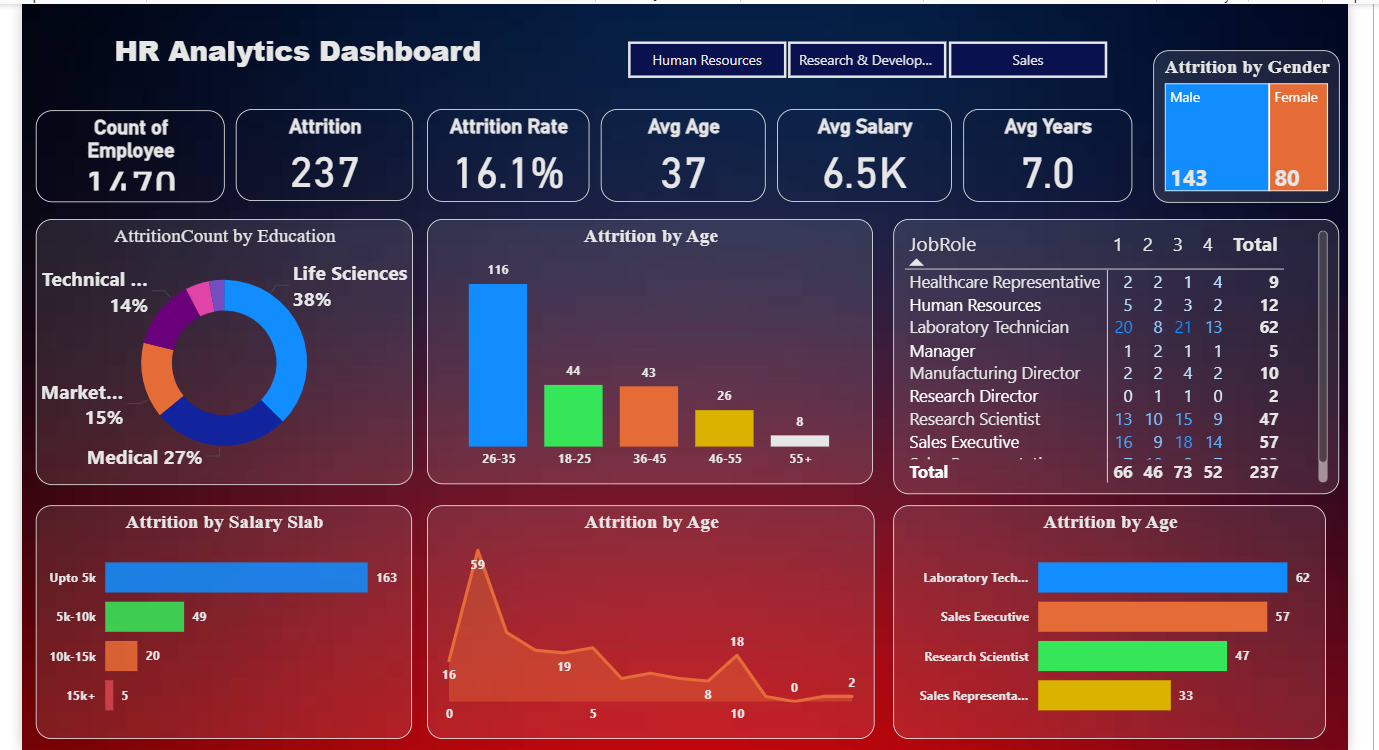 HR Analytics Dashboard
Human Resources
Research & Develop...
Sales
Attrition by Gender
Male
Female
143
80
Count of
Employee
1470
Attrition
237
Attrition Rate
16.1%
Avg Age
37
Avg Salary
6.5K
Avg Years
7.0
AttritionCount by Education
Technical ...
14%
Life Sciences
38%
Market...
15%
Medical 27%
Attrition by Age
116
44
43
26
8
26-35 18-25 36-45 46-55 55+
JobRole 1 2 3 4 Total
Healthcare Representative 2 2 1 4 9
Human Resources 5 2 3 2 12
Laboratory Technician 20 8 21 13 62
Manager 1 2 1 1 5
Manufacturing Director 2 2 4 2 10
Research Director 0 1 1 0 2
Research Scientist 13 10 15 9 47
Sales Executive 16 9 18 14 57
Total 66 46 73 52 237
Attrition by Salary Slab
Upto 5k 163
5k-10k 49
10k-15k 20
15k+ 5
Attrition by Age
59
16
19
8
18
0
2
0 5 10
Attrition by Age
Laboratory Tech... 62
Sales Executive 57
Research Scientist 47
Sales Representa... 33